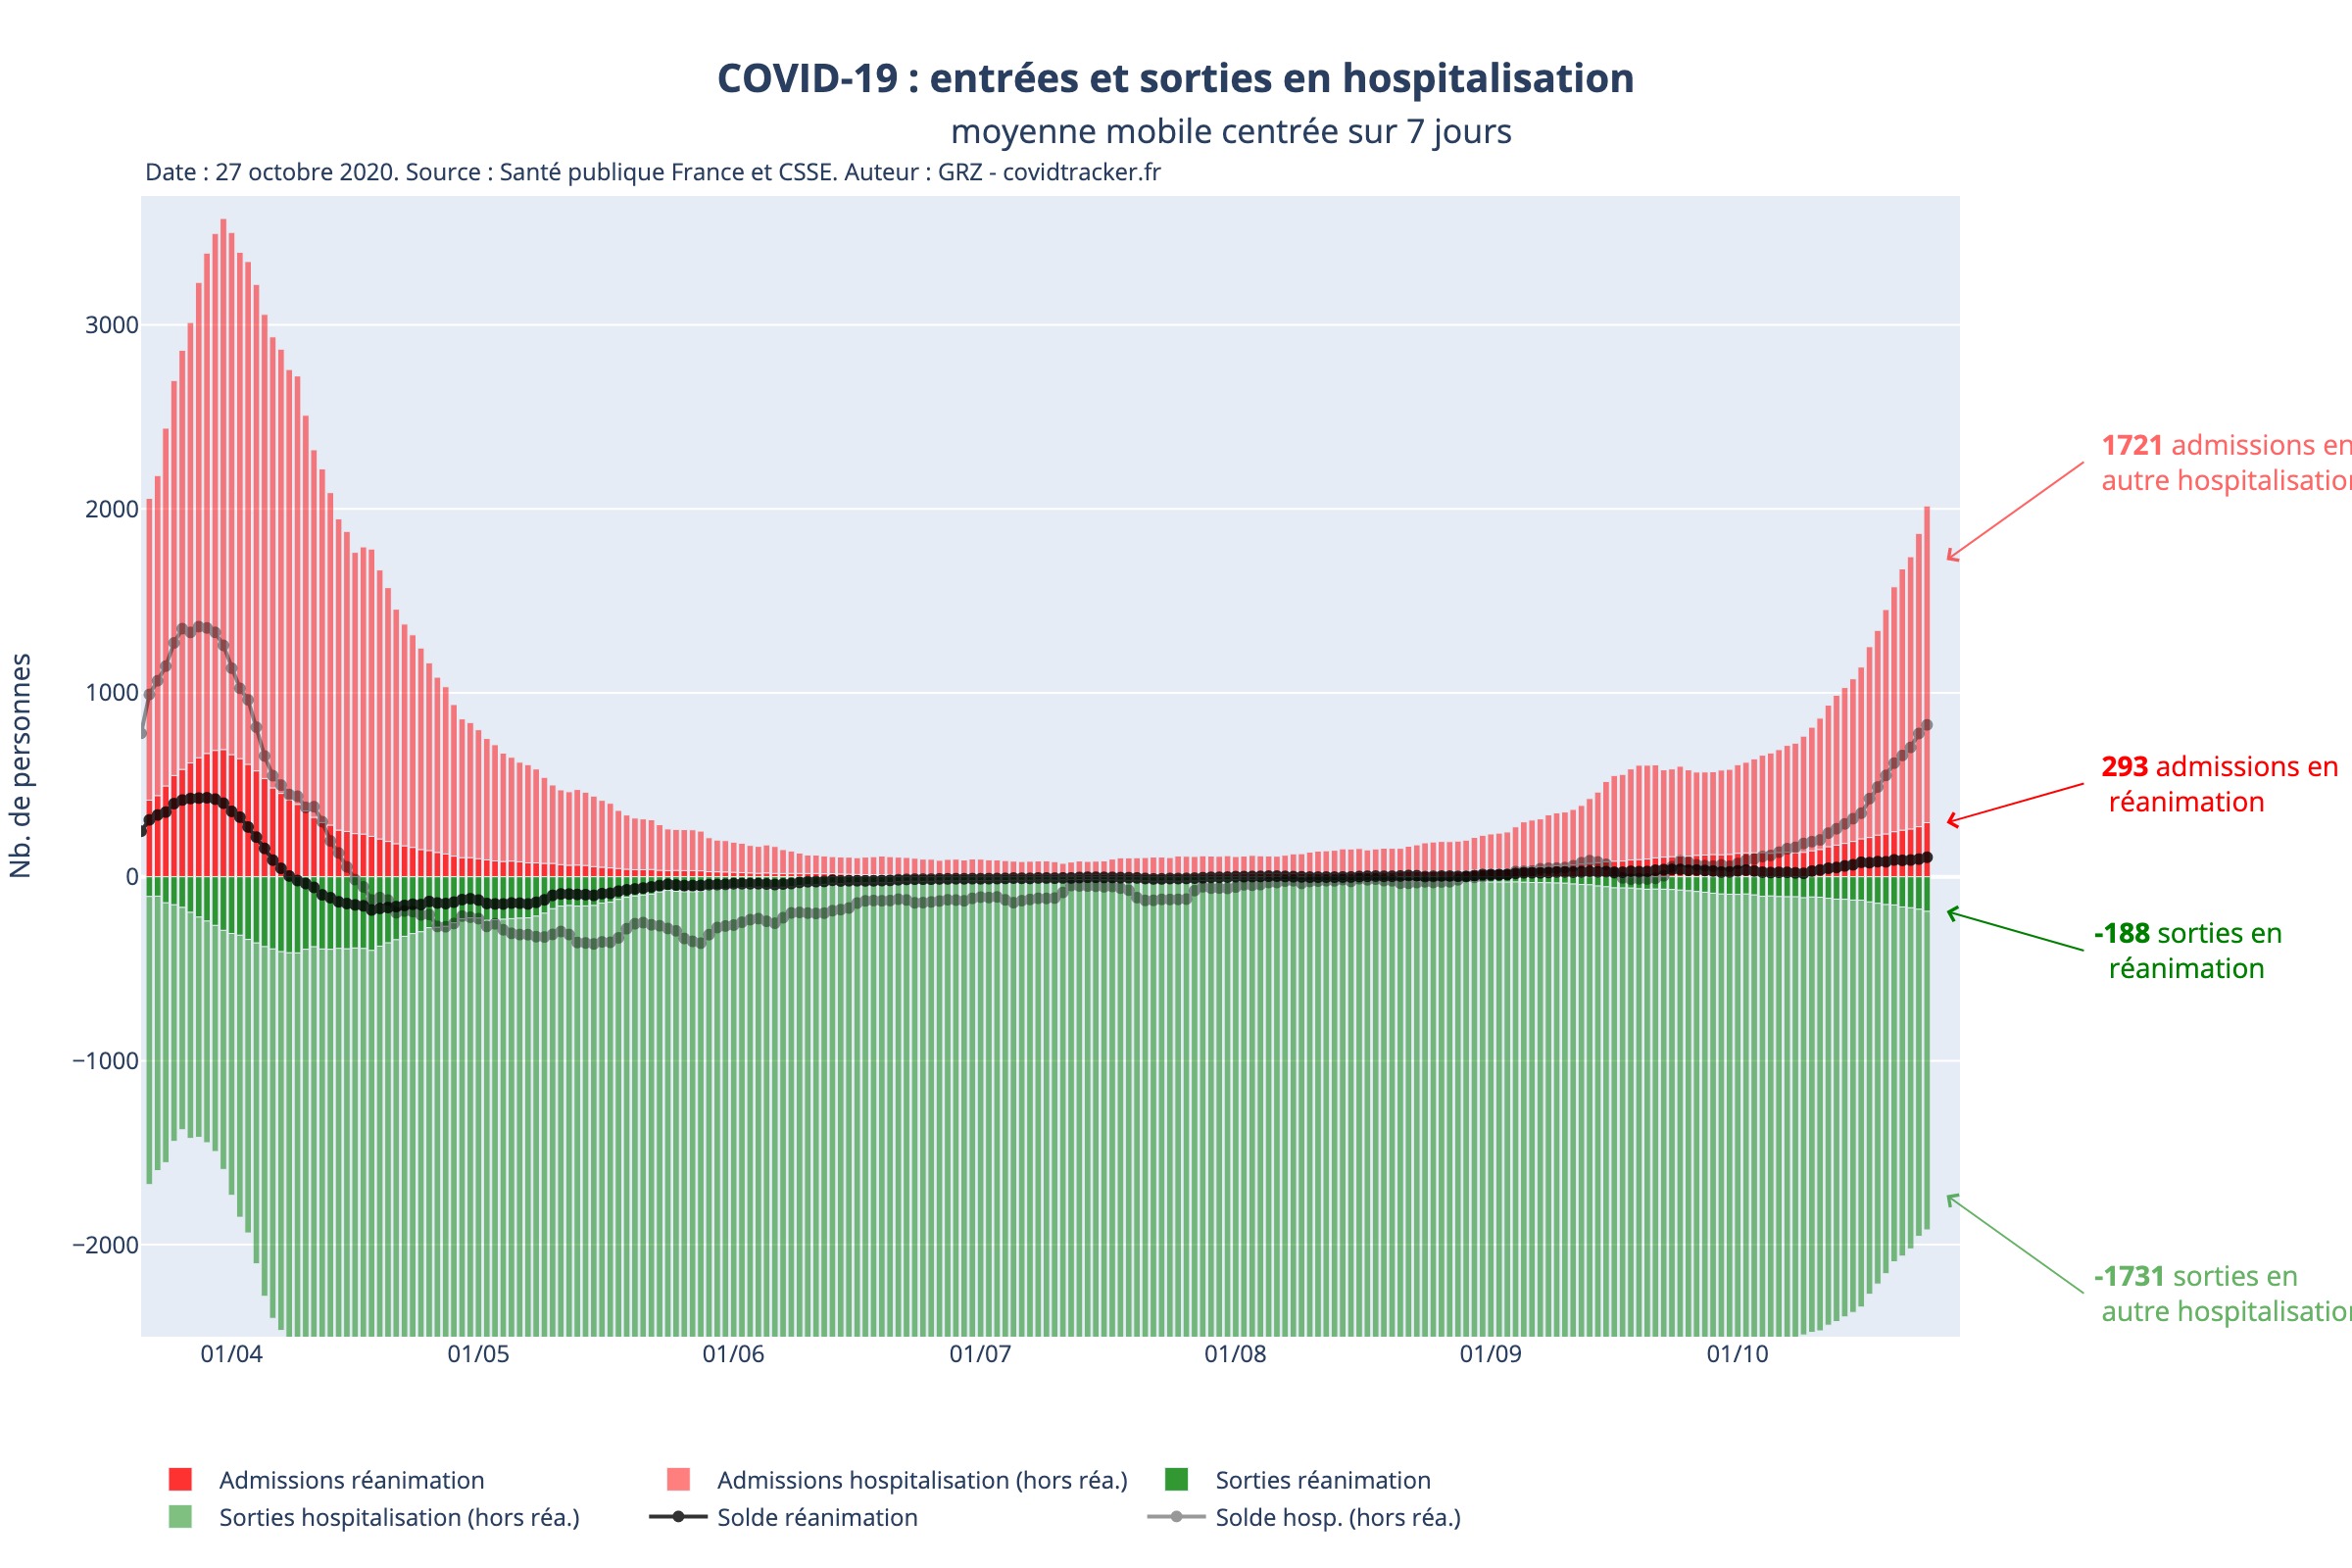 COVID-19 : entrées et sorties en hospitalisation
moyenne mobile centrée sur 7 jours
Date : 27 octobre 2020. Source : Santé publique France et CSSE. Auteur : GRZ - covidtracker.fr
Nb. de personnes
3000
2000
1000
0
−1000
−2000
01/04
01/05
01/06
01/07
01/08
01/09
01/10
1721 admissions en
autre hospitalisation
293 admissions en
réanimation
-188 sorties en
réanimation
-1731 sorties en
autre hospitalisation
Admissions réanimation
Admissions hospitalisation (hors réa.)
Sorties réanimation
Sorties hospitalisation (hors réa.)
Solde réanimation
Solde hosp. (hors réa.)